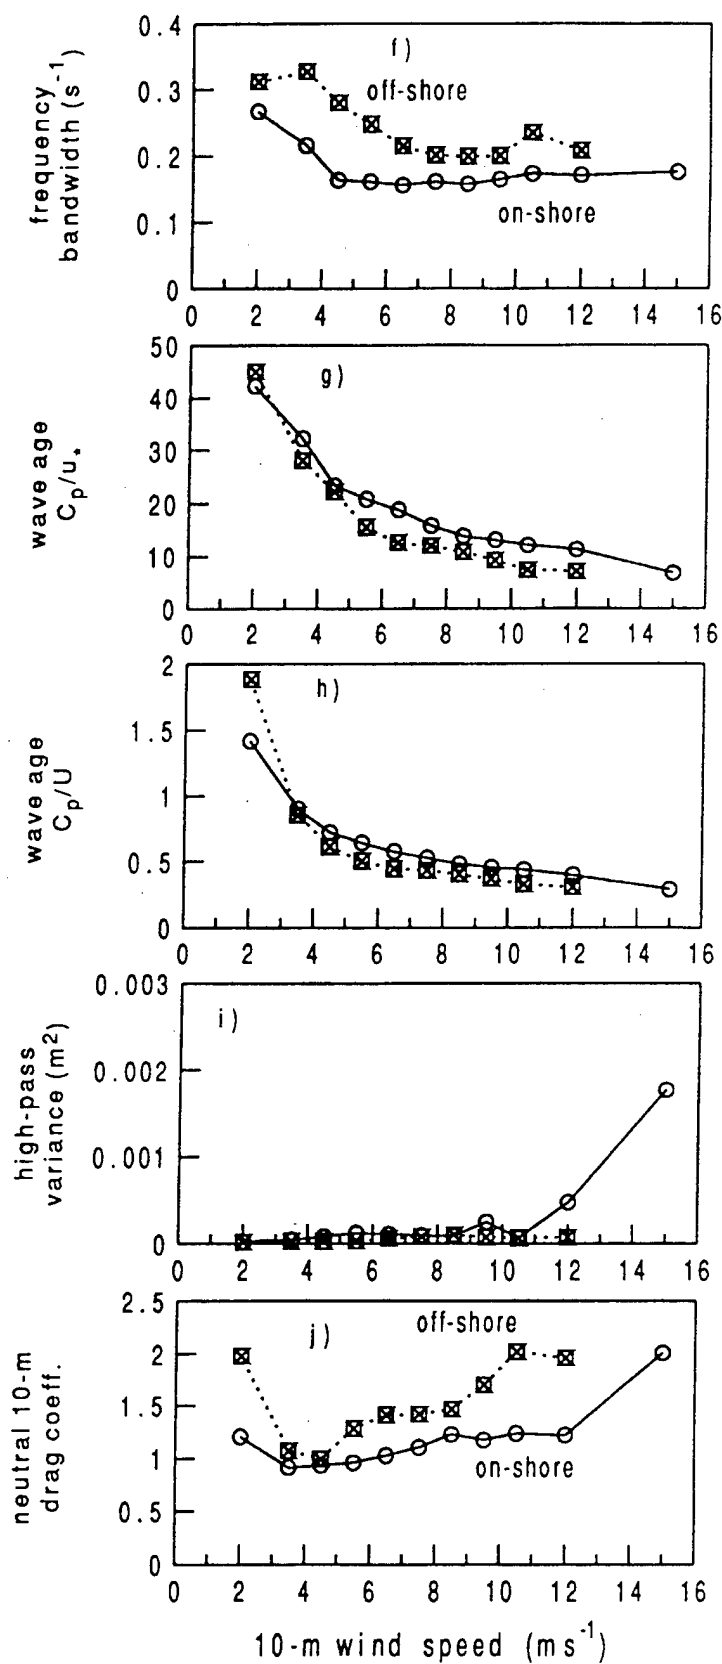 0.4
f)
off-shore
0.3
0.2
0.1
0
on-shore
frequency
bandwidth (s-1)
0 2 4 6 8 10 12 14 16
50
g)
40
30
20
10
0
wave age
Cp/u*
0 2 4 6 8 10 12 14 16
2
h)
1.5
1
0.5
0
wave age
Cp/U
0 2 4 6 8 10 12 14 16
0.003
i)
0.002
0.001
0
high-pass
variance (m2)
0 2 4 6 8 10 12 14 16
2.5
j)
off-shore
2
1.5
1
on-shore
0.5
0
neutral 10-m
drag coeff.
0 2 4 6 8 10 12 14 16
10-m wind speed (ms-1)